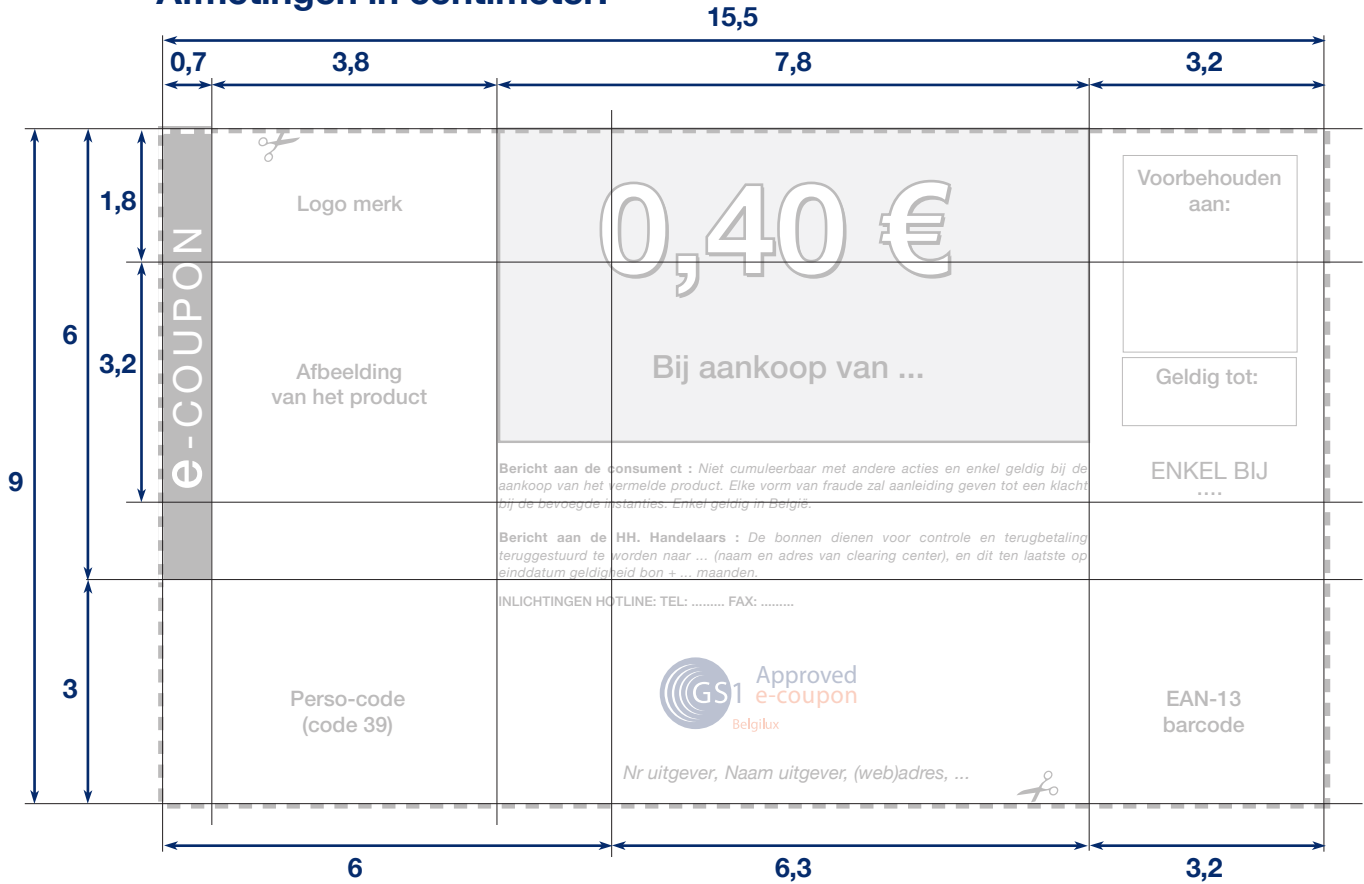 Afmetingen in centimeter:
15,5
0,7 3,8 7,8 3,2
9
6
1,8
3,2
3
e-COUPON
Logo merk
Afbeelding
van het product
0,40 €
Bij aankoop van ...
Voorbehouden
aan:
Geldig tot:
ENKEL BIJ
....
Bericht aan de consument : Niet cumuleerbaar met andere acties en enkel geldig bij de
aankoop van het vermelde product. Elke vorm van fraude zal aanleiding geven tot een klacht
bij de bevoegde instanties. Enkel geldig in België.
Bericht aan de HH. Handelaars : De bonnen dienen voor controle en terugbetaling
teruggestuurd te worden naar ... (naam en adres van clearing center), en dit ten laatste op
einddatum geldigheid bon + ... maanden.
INLICHTINGEN HOTLINE: TEL: ......... FAX: .........
Perso-code
(code 39)
GS1 Approved
e-coupon
Belgilux
EAN-13
barcode
Nr uitgever, Naam uitgever, (web)adres, ...
6 6,3 3,2